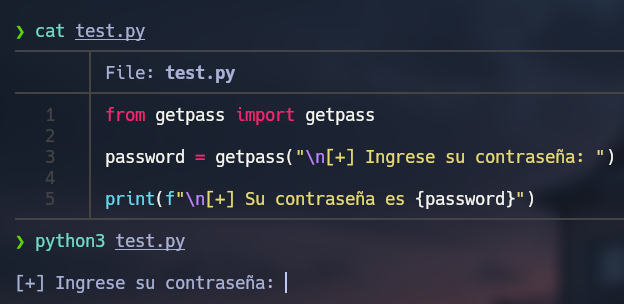 ❯ cat test.py
File: test.py
1 from getpass import getpass
2
3 password = getpass("\n[+] Ingrese su contraseña: ")
4
5 print(f"\n[+] Su contraseña es {password}")
❯ python3 test.py
[+] Ingrese su contraseña: